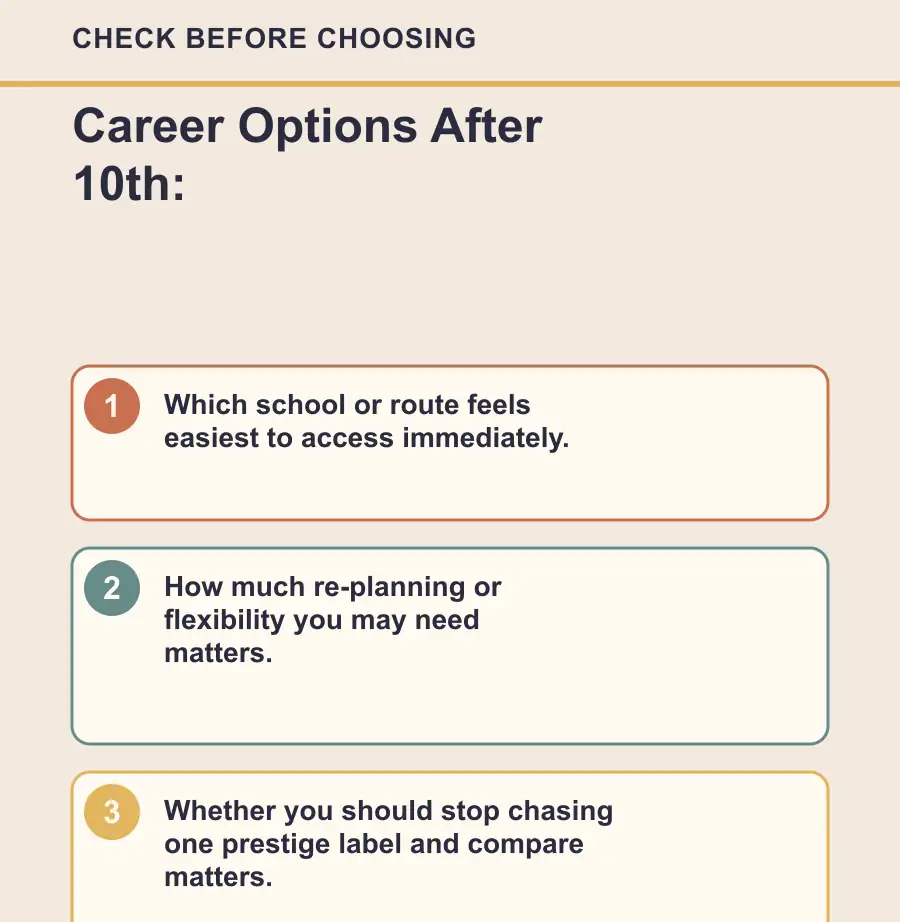 CHECK BEFORE CHOOSING
Career Options After
10th:
1
Which school or route feels
easiest to access immediately.
2
How much re-planning or
flexibility you may need
matters.
3
Whether you should stop chasing
one prestige label and compare
matters.